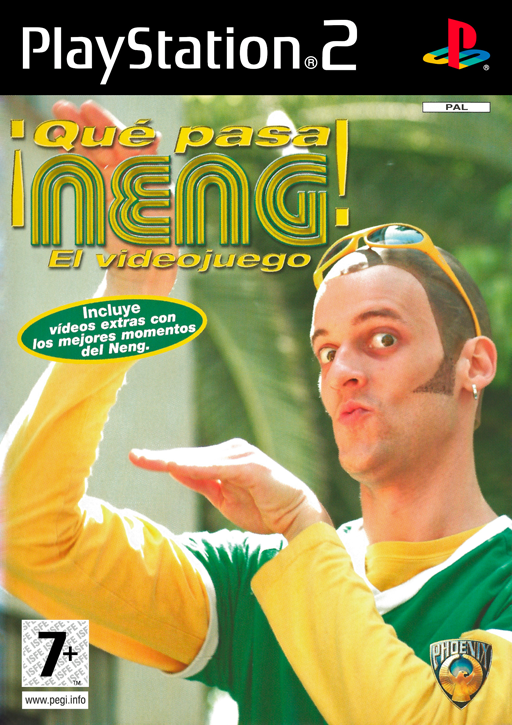 PlayStation®2
PAL
¡Qué pasa
NENG!
El videojuego
Incluye
vídeos extras con
los mejores momentos
del Neng.
7+
TM
www.pegi.info
PHOENIX